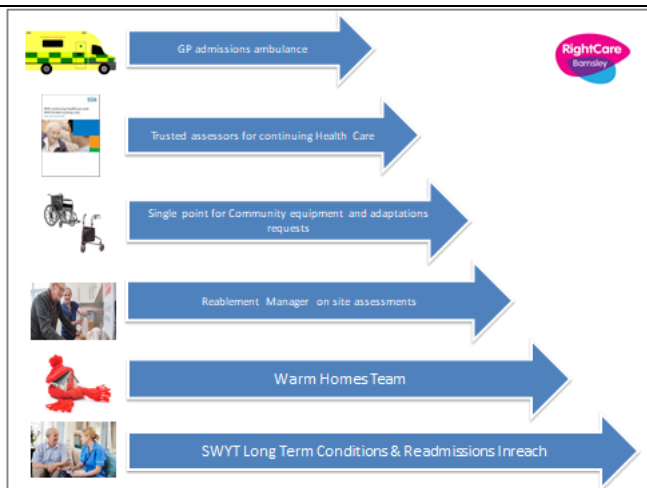 GP admissions ambulance
RightCare
Barnsley
Trusted assessors for continuing Health Care
Single point for Community equipment and adaptations
requests
Reablement Manager on site assessments
Warm Homes Team
SWYT Long Term Conditions & Readmissions Inreach